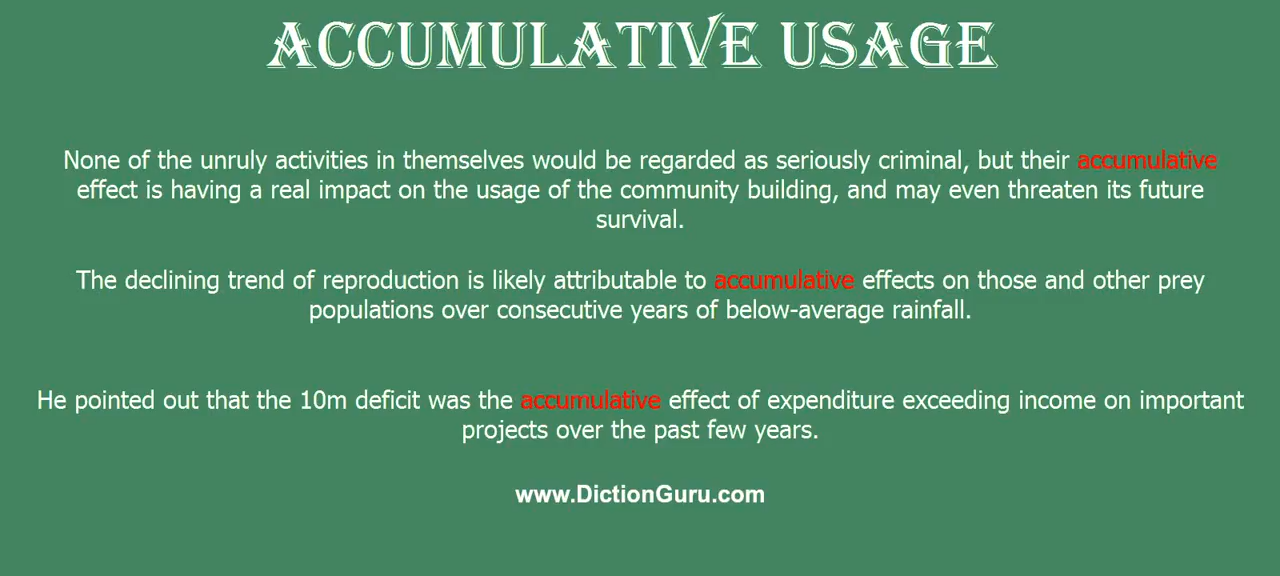 ACCUMULATIVE USAGE
None of the unruly activities in themselves would be regarded as seriously criminal, but their accumulative
effect is having a real impact on the usage of the community building, and may even threaten its future
survival.
The declining trend of reproduction is likely attributable to accumulative effects on those and other prey
populations over consecutive years of below-average rainfall.
He pointed out that the 10m deficit was the accumulative effect of expenditure exceeding income on important
projects over the past few years.
www.DictionGuru.com